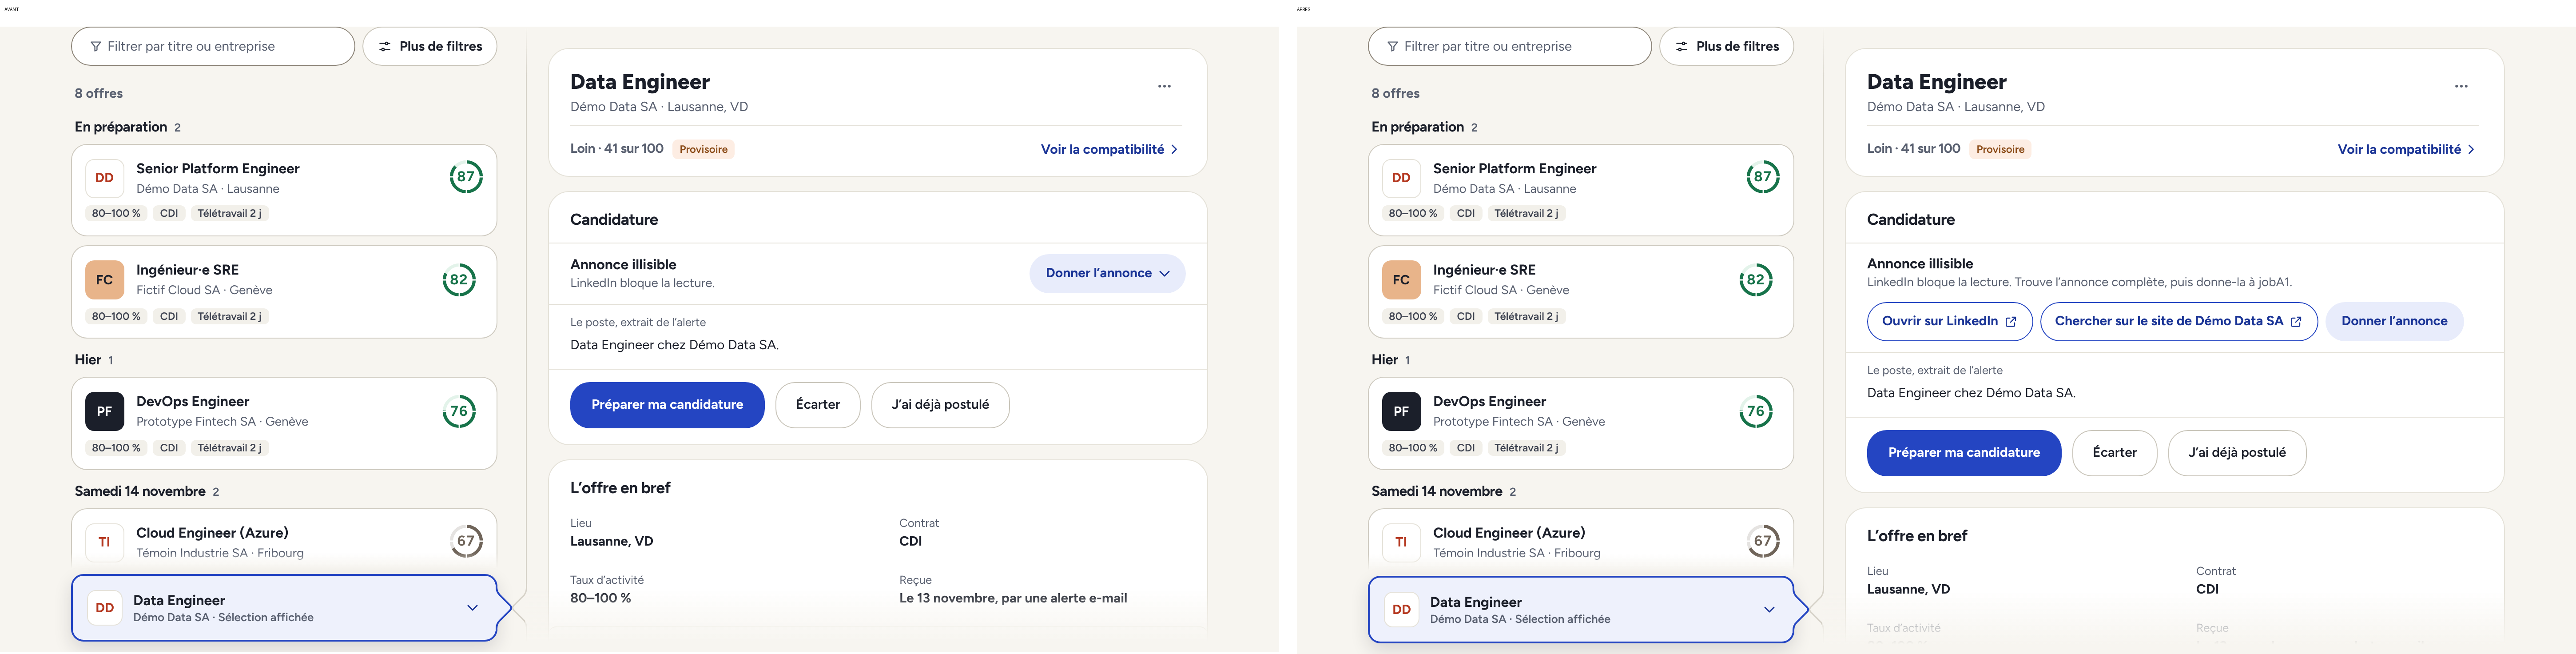 AVANT
Filtrer par titre ou entreprise
Plus de filtres
8 offres
En préparation 2
DD
Senior Platform Engineer
Démo Data SA · Lausanne
87
80–100 % CDI Télétravail 2 j
FC
Ingénieur·e SRE
Fictif Cloud SA · Genève
82
80–100 % CDI Télétravail 2 j
Hier 1
PF
DevOps Engineer
Prototype Fintech SA · Genève
76
80–100 % CDI Télétravail 2 j
Samedi 14 novembre 2
TI
Cloud Engineer (Azure)
Témoin Industrie SA · Fribourg
67
DD
Data Engineer
Démo Data SA · Sélection affichée
Data Engineer
Démo Data SA · Lausanne, VD
Loin · 41 sur 100 Provisoire
Voir la compatibilité
Candidature
Annonce illisible
LinkedIn bloque la lecture.
Donner l’annonce
Le poste, extrait de l’alerte
Data Engineer chez Démo Data SA.
Préparer ma candidature
Écarter
J’ai déjà postulé
L’offre en bref
Lieu
Lausanne, VD
Contrat
CDI
Taux d’activité
80–100 %
Reçue
Le 13 novembre, par une alerte e-mail
APRES
Filtrer par titre ou entreprise
Plus de filtres
8 offres
En préparation 2
DD
Senior Platform Engineer
Démo Data SA · Lausanne
87
80–100 % CDI Télétravail 2 j
FC
Ingénieur·e SRE
Fictif Cloud SA · Genève
82
80–100 % CDI Télétravail 2 j
Hier 1
PF
DevOps Engineer
Prototype Fintech SA · Genève
76
80–100 % CDI Télétravail 2 j
Samedi 14 novembre 2
TI
Cloud Engineer (Azure)
Témoin Industrie SA · Fribourg
67
DD
Data Engineer
Démo Data SA · Sélection affichée
Data Engineer
Démo Data SA · Lausanne, VD
Loin · 41 sur 100 Provisoire
Voir la compatibilité
Candidature
Annonce illisible
LinkedIn bloque la lecture. Trouve l’annonce complète, puis donne-la à jobA1.
Ouvrir sur LinkedIn
Chercher sur le site de Démo Data SA
Donner l’annonce
Le poste, extrait de l’alerte
Data Engineer chez Démo Data SA.
Préparer ma candidature
Écarter
J’ai déjà postulé
L’offre en bref
Lieu
Lausanne, VD
Contrat
CDI
Taux d’activité
Reçue